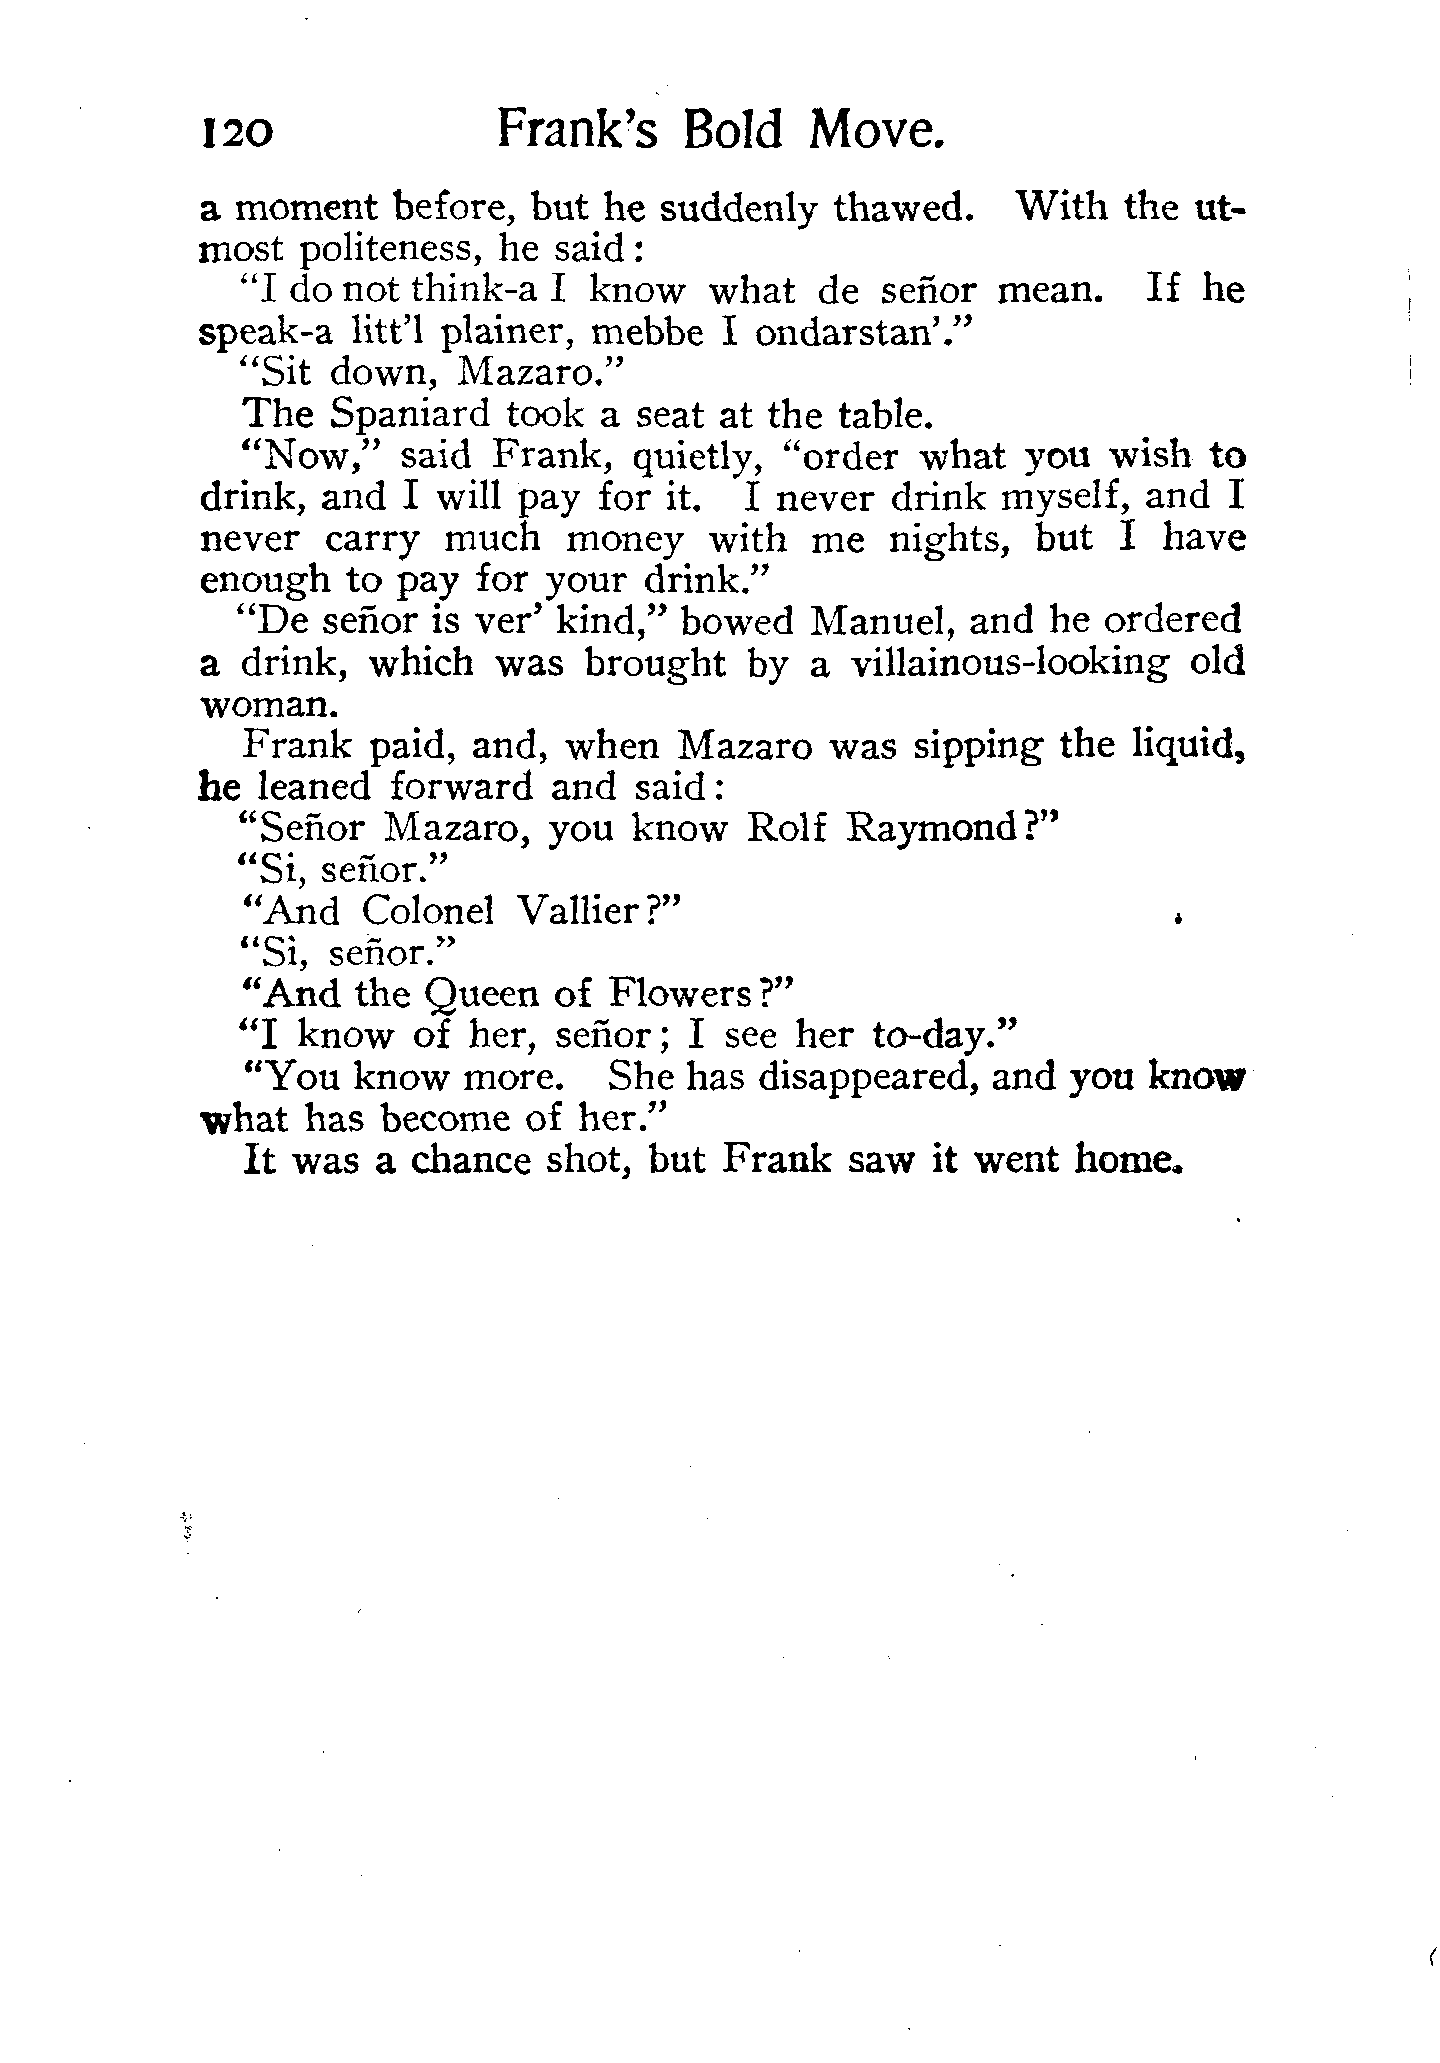 120 Frank's Bold Move.
a moment before, but he suddenly thawed. With the ut-
most politeness, he said:
"I do not think-a I know what de señor mean. If he
speak-a litt'l plainer, mebbe I ondarstan'."
"Sit down, Mazaro."
The Spaniard took a seat at the table.
"Now," said Frank, quietly, "order what you wish to
drink, and I will pay for it. I never drink myself, and I
never carry much money with me nights, but I have
enough to pay for your drink."
"De señor is ver' kind," bowed Manuel, and he ordered
a drink, which was brought by a villainous-looking old
woman.
Frank paid, and, when Mazaro was sipping the liquid,
he leaned forward and said:
"Señor Mazaro, you know Rolf Raymond?"
"Si, señor."
"And Colonel Vallier?"
"Si, señor."
"And the Queen of Flowers?"
"I know of her, señor; I see her to-day."
"You know more. She has disappeared, and you know
what has become of her."
It was a chance shot, but Frank saw it went home.